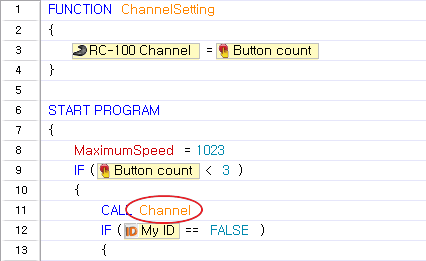 1 FUNCTION ChannelSetting
2 {
3 RC-100 Channel = Button count
4 }
5
6 START PROGRAM
7 {
8 MaximumSpeed = 1023
9 IF ( Button count < 3 )
10 {
11 CALL Channel
12 IF ( ID My ID == FALSE )
13 {